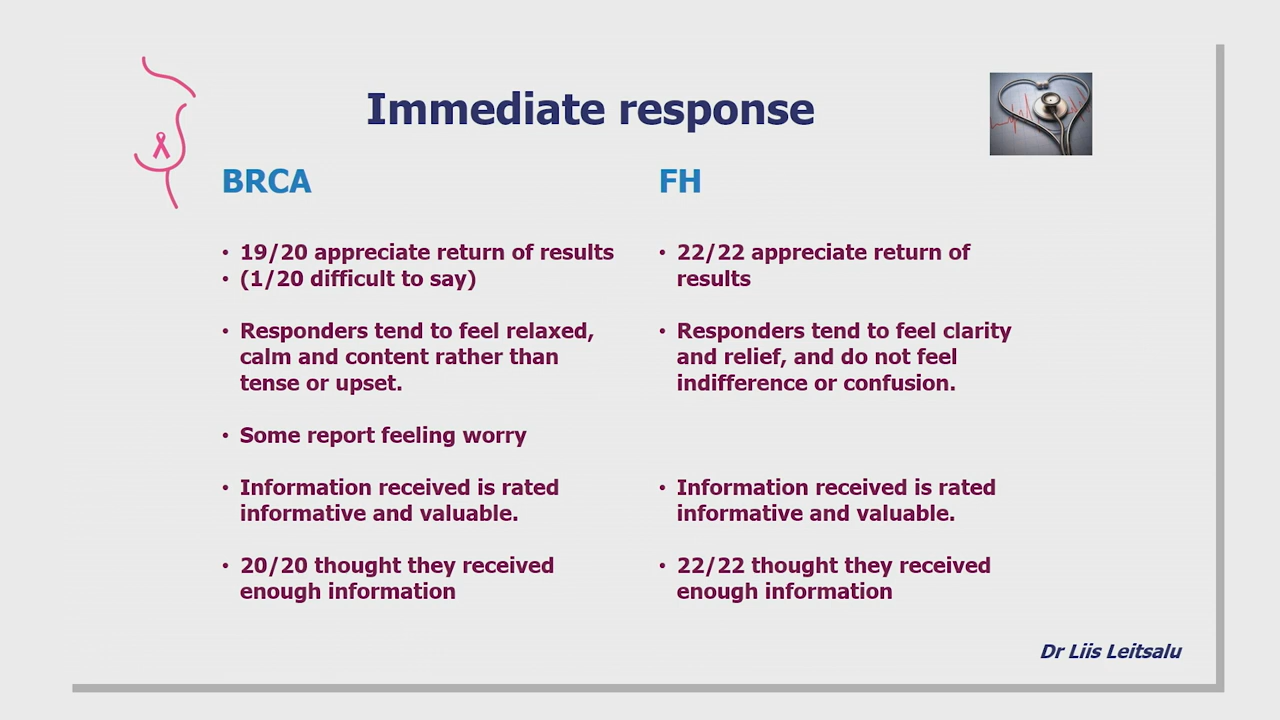 Immediate response
BRCA
• 19/20 appreciate return of results
• (1/20 difficult to say)
• Responders tend to feel relaxed,
calm and content rather than
tense or upset.
• Some report feeling worry
• Information received is rated
informative and valuable.
• 20/20 thought they received
enough information
FH
• 22/22 appreciate return of
results
• Responders tend to feel clarity
and relief, and do not feel
indifference or confusion.
• Information received is rated
informative and valuable.
• 22/22 thought they received
enough information
Dr Liis Leitsalu